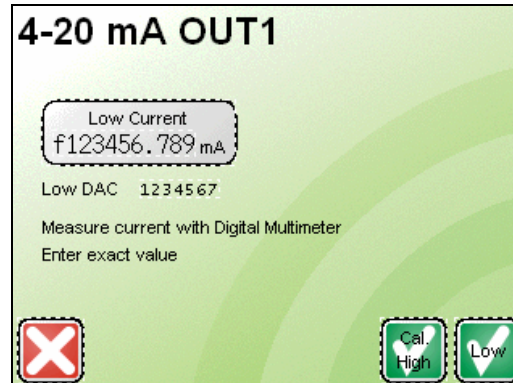 4-20 mA OUT1
Low Current
f123456.789 mA
Low DAC 1234567
Measure current with Digital Multimeter
Enter exact value
Cal.
High
Low